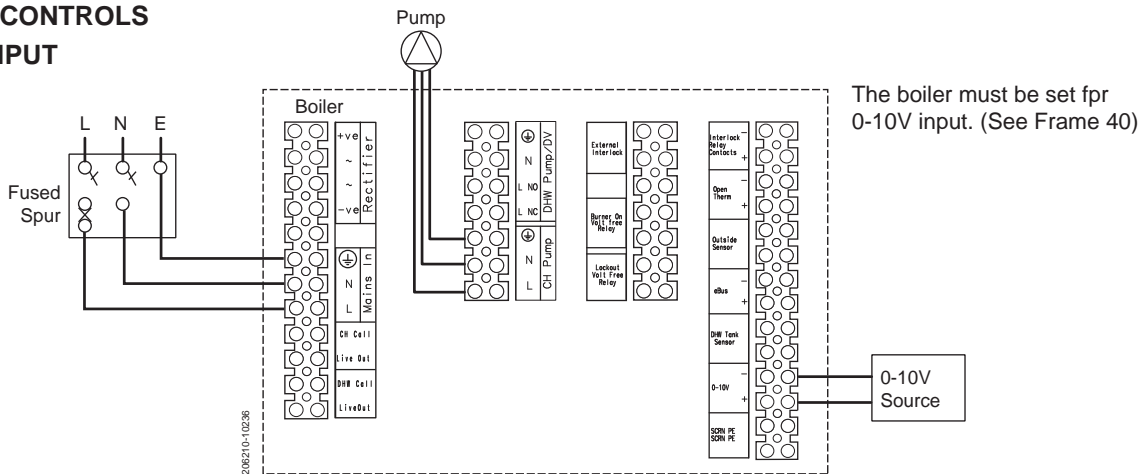 CONTROLS
IPUT
Pump
Boiler
The boiler must be set fpr
0-10V input. (See Frame 40)
L N E
Fused
Spur
+ve
~
~
-ve
Rectifier
N
L
Mains In
CH Call
Live Out
DHW Call
LiveOut
N
L NO
L NC
DHW Pump/DV
N
L
CH Pump
External
Interlock
Burner On
Volt free
Relay
Lockout
Volt Free
Relay
Interlock -
Relay
Contacts +
Open -
Therm +
Outside
Sensor
eBus -
+
DHW Tank
Sensor
0-10V -
+
SCRN PE
SCRN PE
0-10V
Source
206210-10236